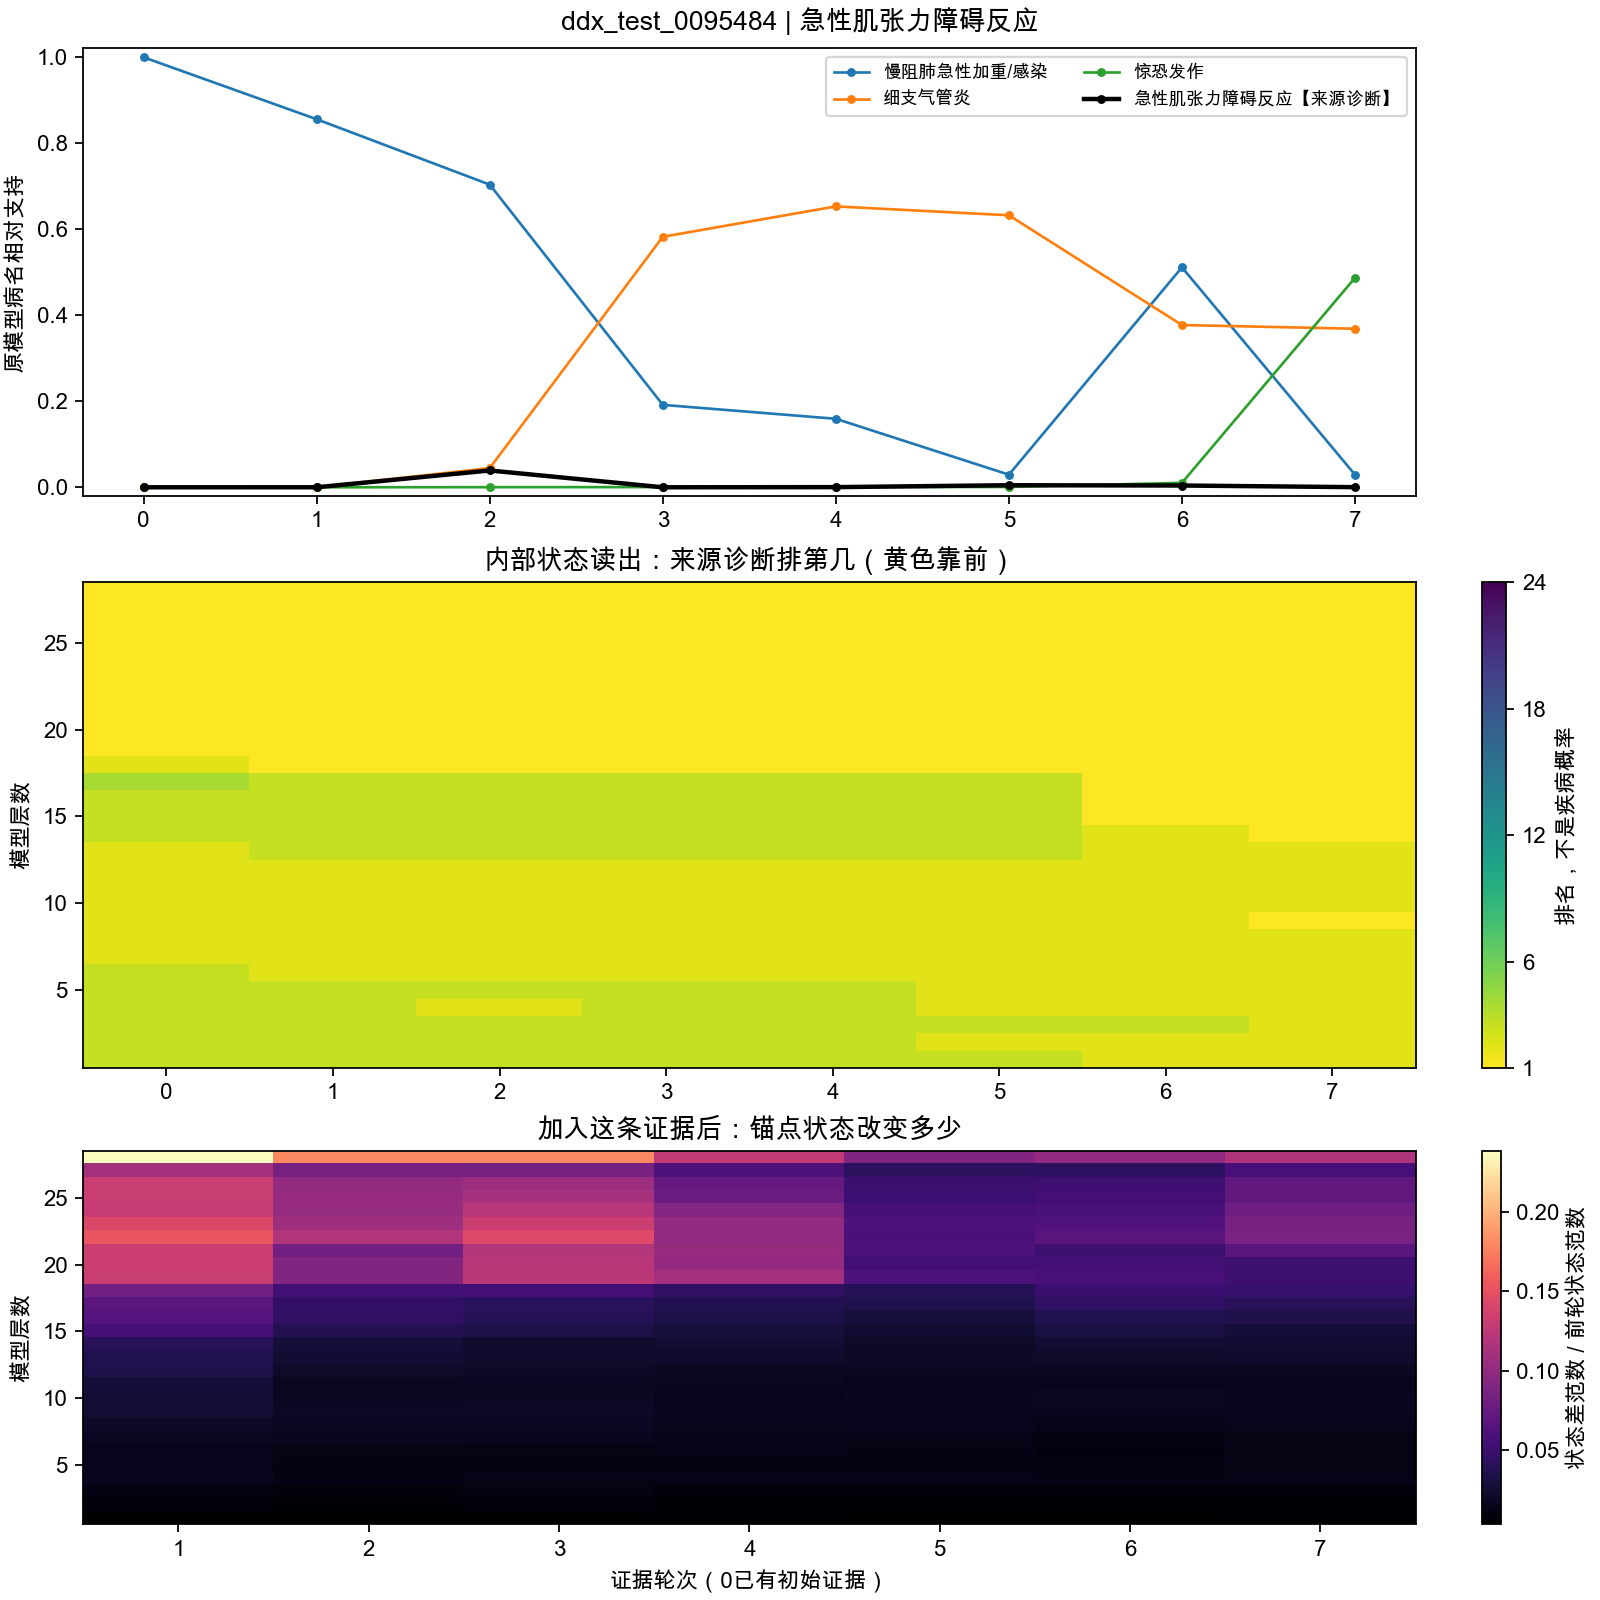 ddx_test_0095484 | 急性肌张力障碍反应
原模型病名相对支持
1.0
0.8
0.6
0.4
0.2
0.0
慢阻肺急性加重/感染
细支气管炎
惊恐发作
急性肌张力障碍反应【来源诊断】
0 1 2 3 4 5 6 7
内部状态读出：来源诊断排第几（黄色靠前）
模型层数
25
20
15
10
5
0 1 2 3 4 5 6 7
24
18
12
6
1
排名，不是疾病概率
加入这条证据后：锚点状态改变多少
模型层数
25
20
15
10
5
1 2 3 4 5 6 7
证据轮次（0已有初始证据）
0.20
0.15
0.10
0.05
状态差范数 / 前轮状态范数